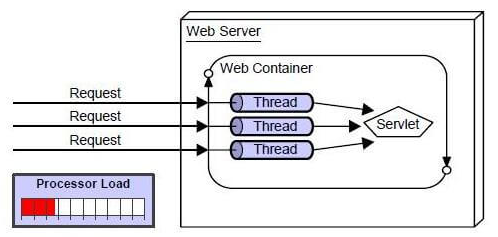 Web Server
Web Container
Request
Thread
Request
Thread
Servlet
Request
Thread
Processor Load